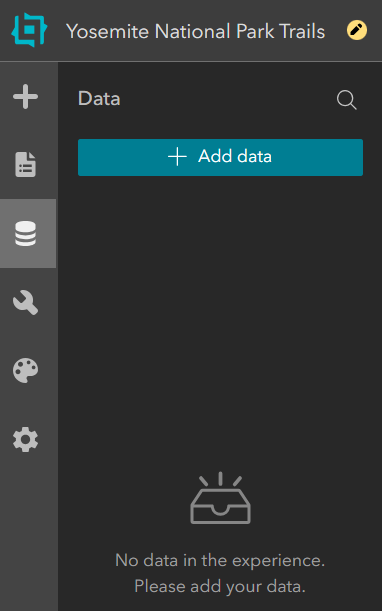 Yosemite National Park Trails
Data
Add data
No data in the experience.
Please add your data.